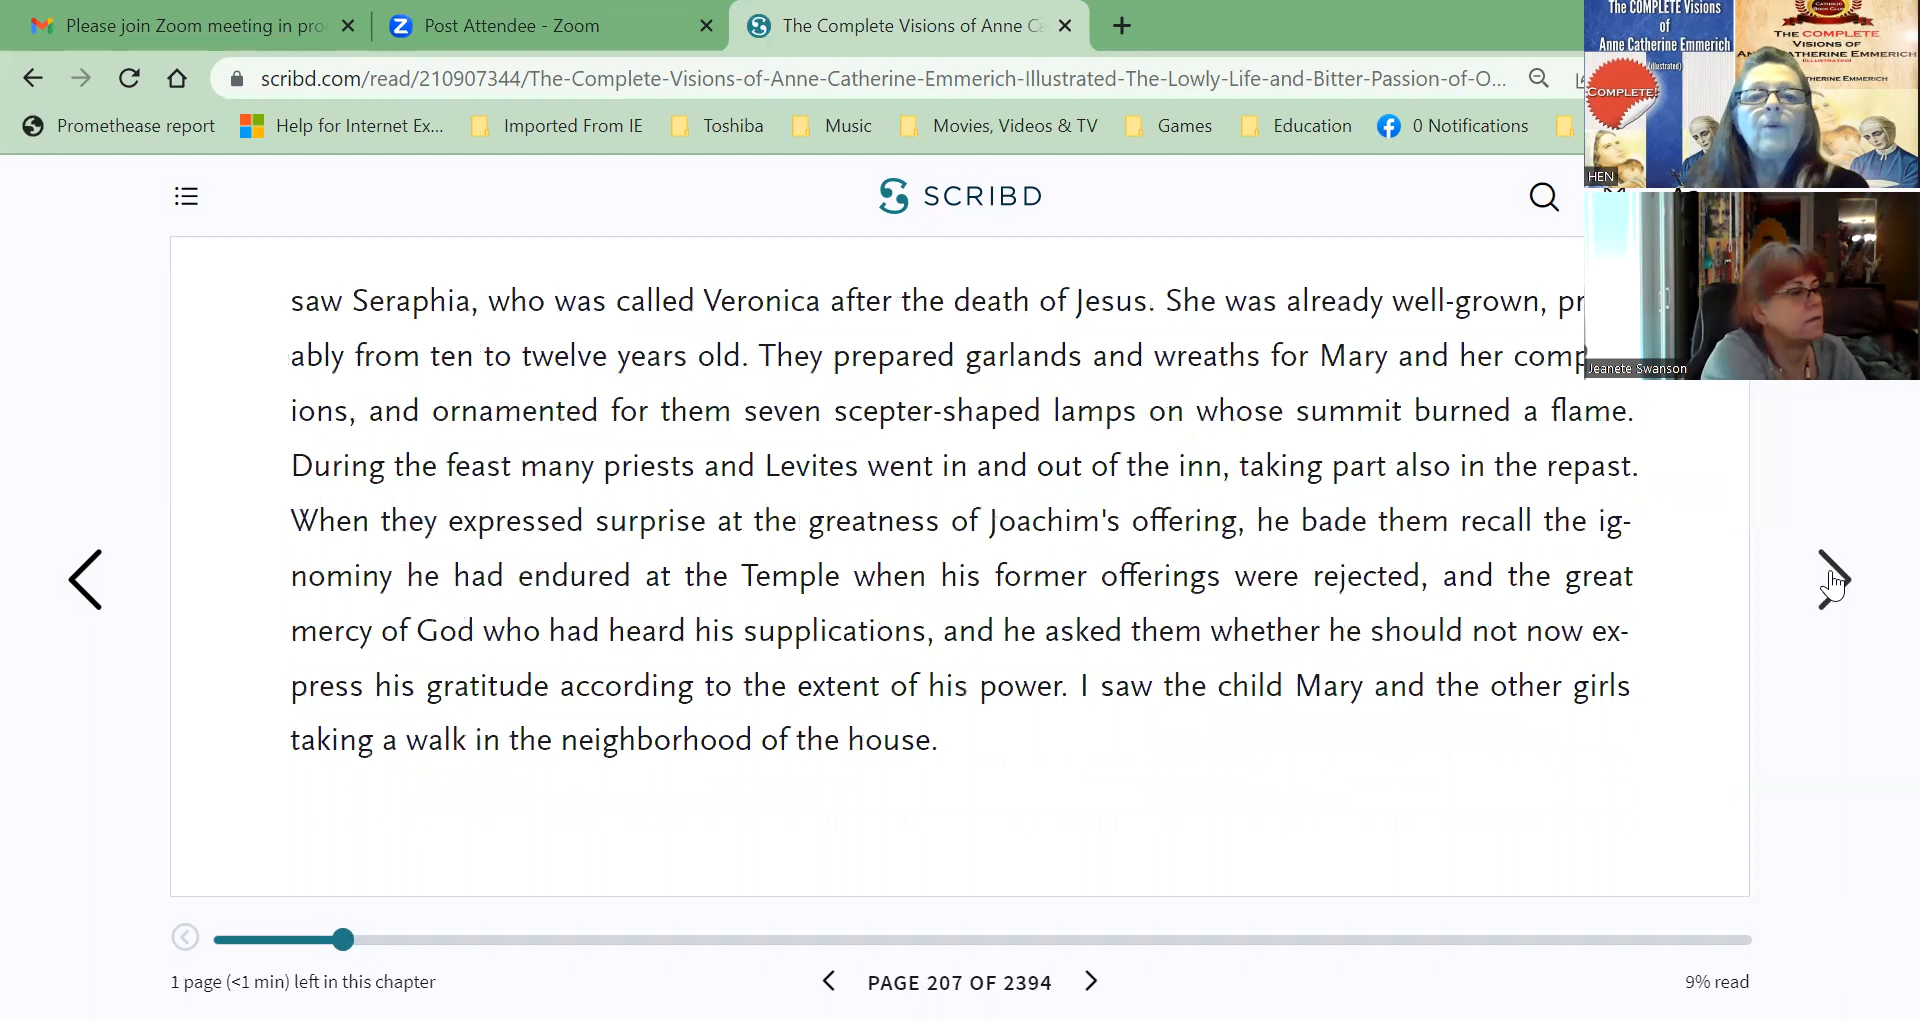 Please join Zoom meeting in pro
Post Attendee - Zoom
The Complete Visions of Anne Ca
scribd.com/read/210907344/The-Complete-Visions-of-Anne-Catherine-Emmerich-Illustrated-The-Lowly-Life-and-Bitter-Passion-of-O...
Promethease report
Help for Internet Ex...
Imported From IE
Toshiba
Music
Movies, Videos & TV
Games
Education
0 Notifications
The COMPLETE Visions
of
Anne Catherine Emmerich
(Illustrated)
COMPLETE!
The COMPLETE
Visions of
HEN
Jeanete Swanson
SCRIBD
saw Seraphia, who was called Veronica after the death of Jesus. She was already well-grown, pr
ably from ten to twelve years old. They prepared garlands and wreaths for Mary and her comp
ions, and ornamented for them seven scepter-shaped lamps on whose summit burned a flame.
During the feast many priests and Levites went in and out of the inn, taking part also in the repast.
When they expressed surprise at the greatness of Joachim's offering, he bade them recall the ig-
nominy he had endured at the Temple when his former offerings were rejected, and the great
mercy of God who had heard his supplications, and he asked them whether he should not now ex-
press his gratitude according to the extent of his power. I saw the child Mary and the other girls
taking a walk in the neighborhood of the house.
1 page (<1 min) left in this chapter
PAGE 207 OF 2394
9% read